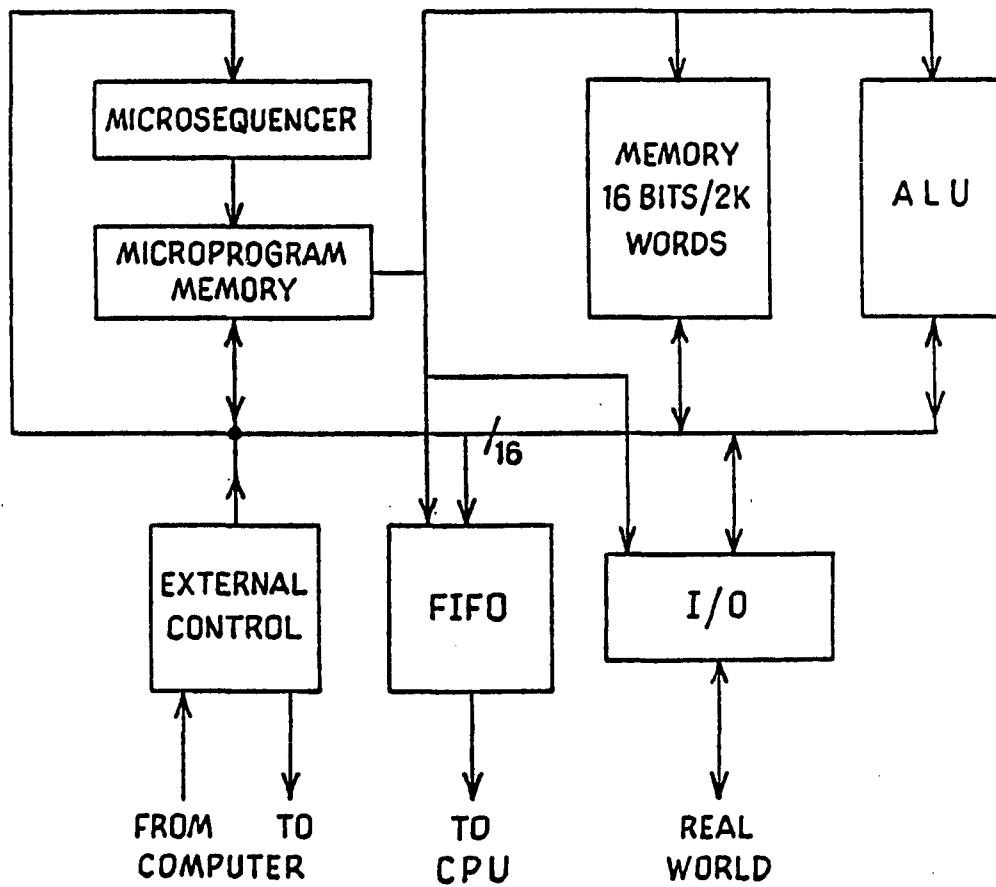 MICROSEQUENCER
MICROPROGRAM
MEMORY
MEMORY
16 BITS/2K
WORDS
ALU
/16
EXTERNAL
CONTROL
FIFO
I/O
FROM TO
COMPUTER
TO
CPU
REAL
WORLD